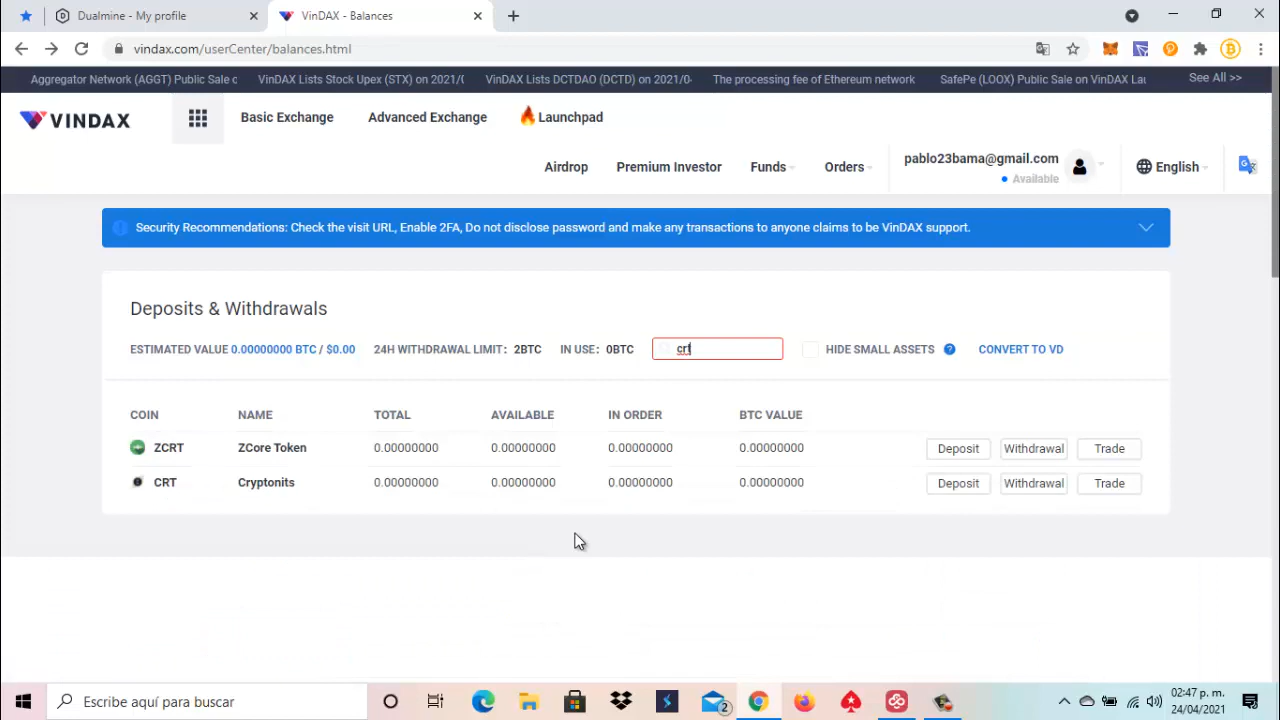 Dualmine - My profile
VinDAX - Balances
vindax.com/userCenter/balances.html
Aggregator Network (AGGT) Public Sale o
VinDAX Lists Stock Upex (STX) on 2021/0
VinDAX Lists DCTDAO (DCTD) on 2021/0
The processing fee of Ethereum network
SafePe (LOOX) Public Sale on VinDAX Lau
See All >>
VINDAX
Basic Exchange
Advanced Exchange
Launchpad
Airdrop
Premium Investor
Funds
Orders
pablo23bama@gmail.com
Available
English
Security Recommendations: Check the visit URL, Enable 2FA, Do not disclose password and make any transactions to anyone claims to be VinDAX support.
Deposits & Withdrawals
ESTIMATED VALUE 0.00000000 BTC / $0.00
24H WITHDRAWAL LIMIT: 2BTC
IN USE: 0BTC
crt
HIDE SMALL ASSETS
CONVERT TO VD
COIN NAME TOTAL AVAILABLE IN ORDER BTC VALUE
ZCRT ZCore Token 0.00000000 0.00000000 0.00000000 0.00000000 Deposit Withdrawal Trade
CRT Cryptonits 0.00000000 0.00000000 0.00000000 0.00000000 Deposit Withdrawal Trade
Escribe aquí para buscar
2
02:47 p. m.
24/04/2021